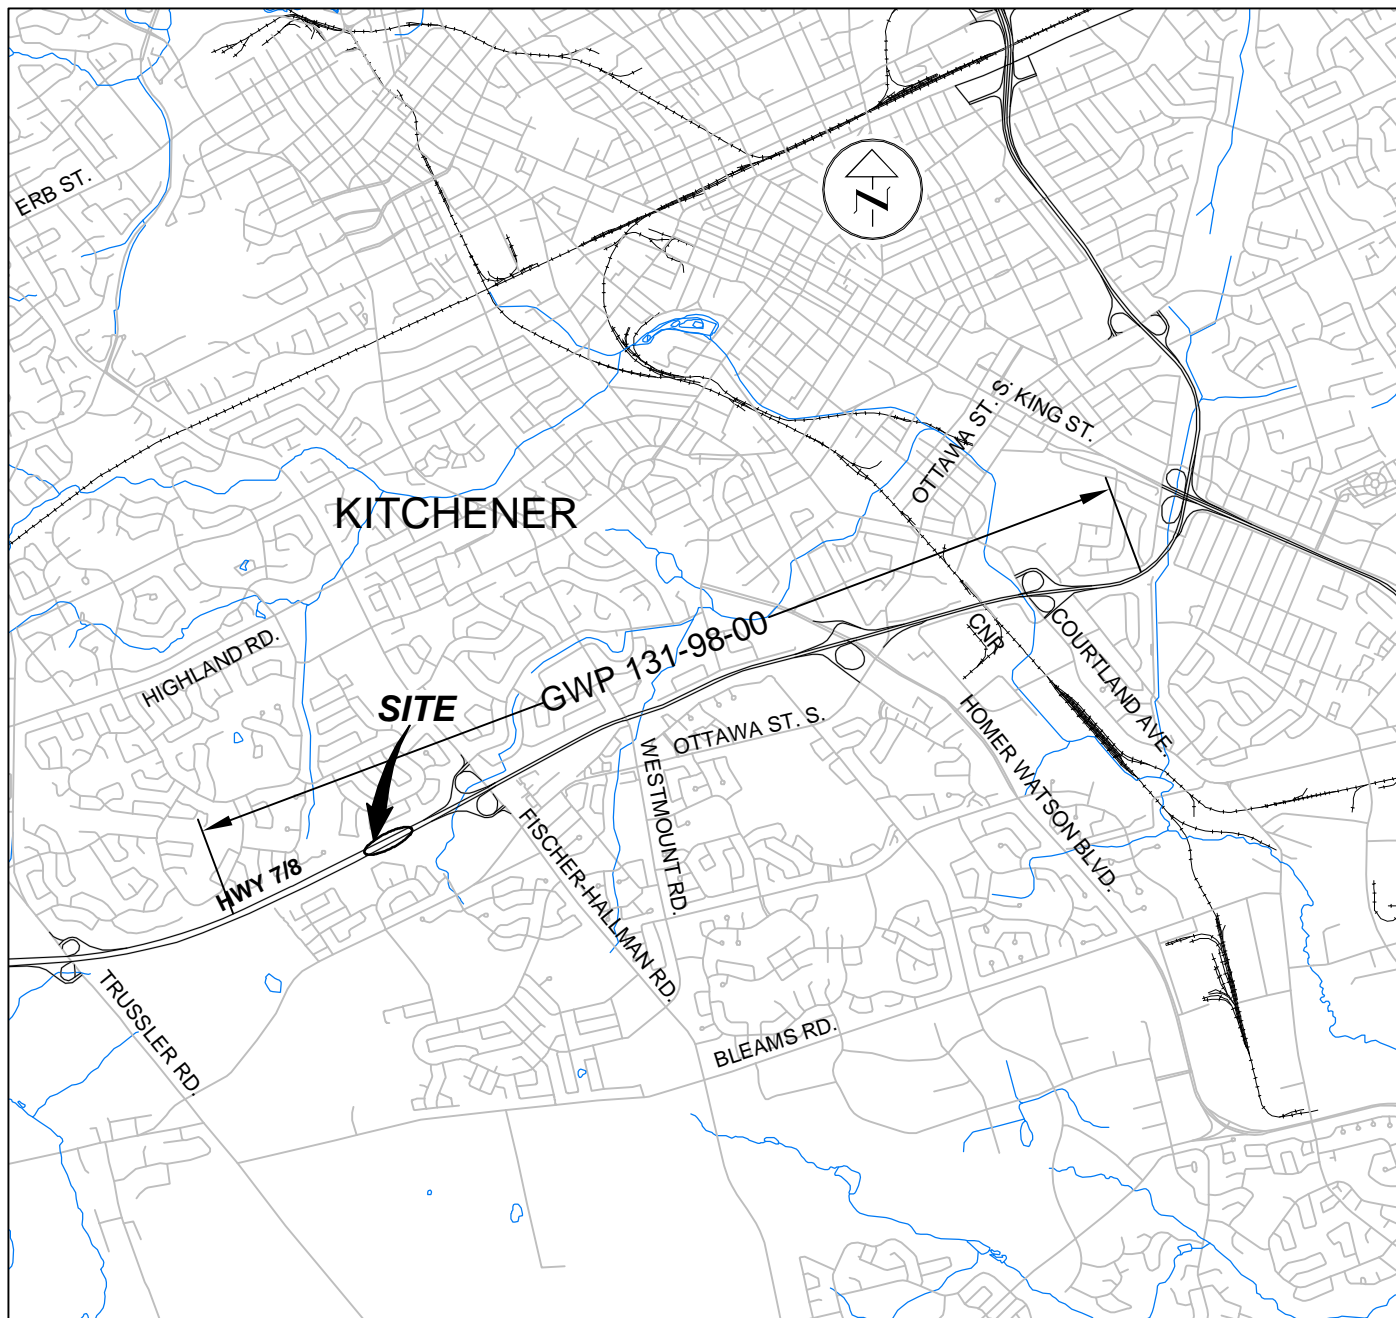 ERB ST.
N
OTTAWA ST. S.
KING ST.
KITCHENER
HIGHLAND RD.
GWP 131-98-00
CNR
COURTLAND AVE
SITE
OTTAWA ST. S.
WESTMOUNT RD.
HOMER WATSON BLVD.
FISCHER-HALLMAN RD.
HWY 7/8
TRUSSLER RD.
BLEAMS RD.